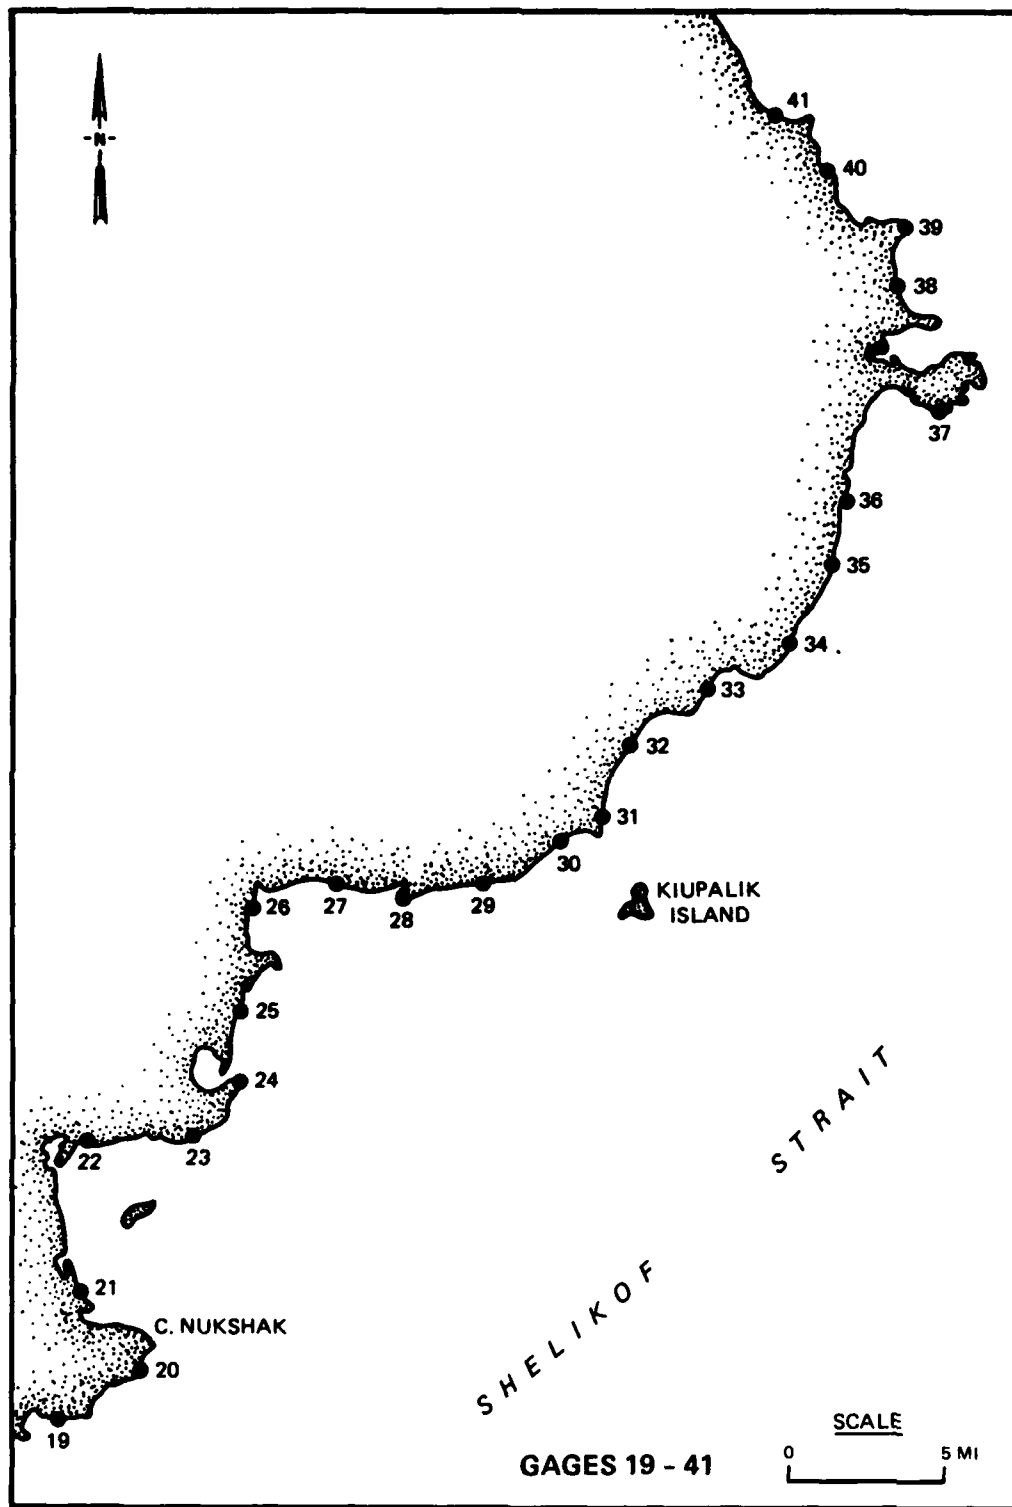 41
-N-
40
39
38
37
36
35
34
33
32
31
30
KIUPALIK
ISLAND
26
27
28
29
25
24
22
23
STRAIT
21
SHELIKOF
C. NUKSHAK
20
19
SCALE
0 5 MI
GAGES 19 - 41